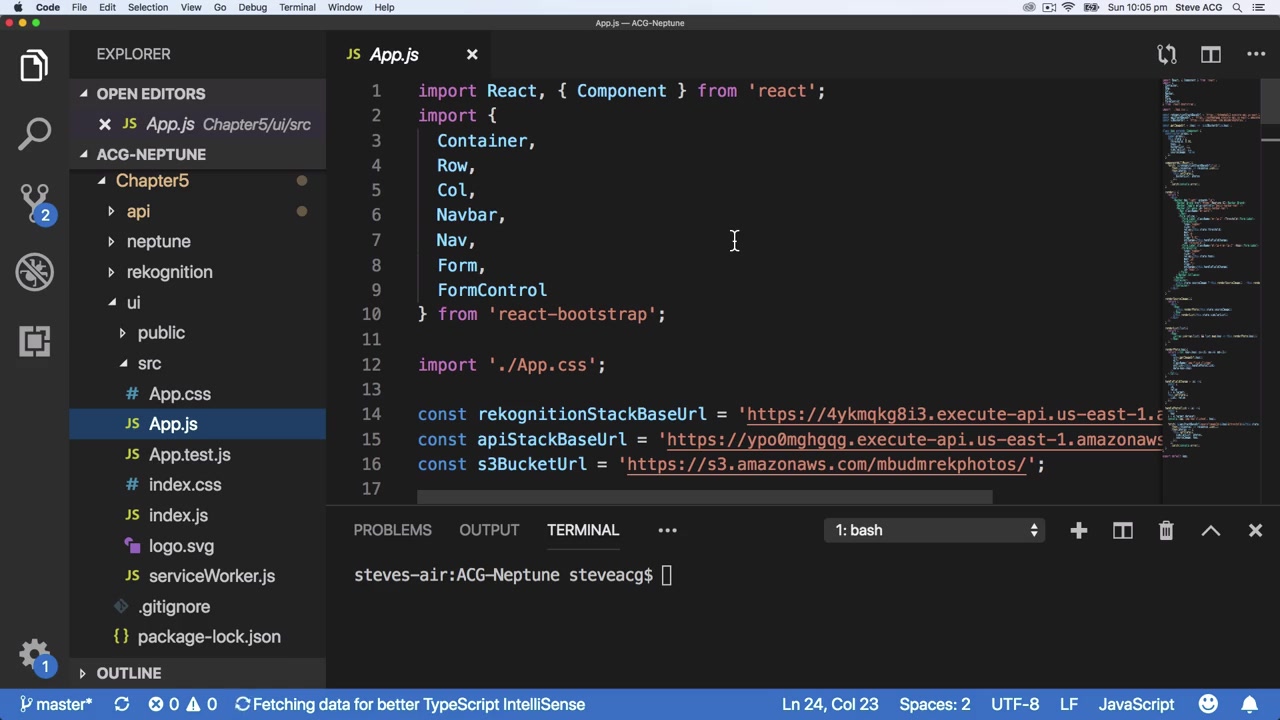 Code File Edit Selection View Go Debug Terminal Window Help Sun 10:05 pm Steve ACG
App.js — ACG-Neptune
EXPLORER
OPEN EDITORS
JS App.js Chapter5/ui/src
ACG-NEPTUNE
Chapter5
api
neptune
rekognition
ui
public
src
# App.css
JS App.js
JS App.test.js
# index.css
JS index.js
logo.svg
JS serviceWorker.js
.gitignore
{} package-lock.json
OUTLINE
2
1
JS App.js
1 import React, { Component } from 'react';
2 import {
3 Container,
4 Row,
5 Col,
6 Navbar,
7 Nav,
8 Form,
9 FormControl
10 } from 'react-bootstrap';
11
12 import './App.css';
13
14 const rekognitionStackBaseUrl = 'https://4ykmqkg8i3.execute-api.us-east-1.a
15 const apiStackBaseUrl = 'https://ypo0mghgqg.execute-api.us-east-1.amazonaws
16 const s3BucketUrl = 'https://s3.amazonaws.com/mbudmrekphotos/';
17
PROBLEMS OUTPUT TERMINAL ••• 1: bash
steves-air:ACG-Neptune steveacg$
master* 0 0 Fetching data for better TypeScript IntelliSense Ln 24, Col 23 Spaces: 2 UTF-8 LF JavaScript